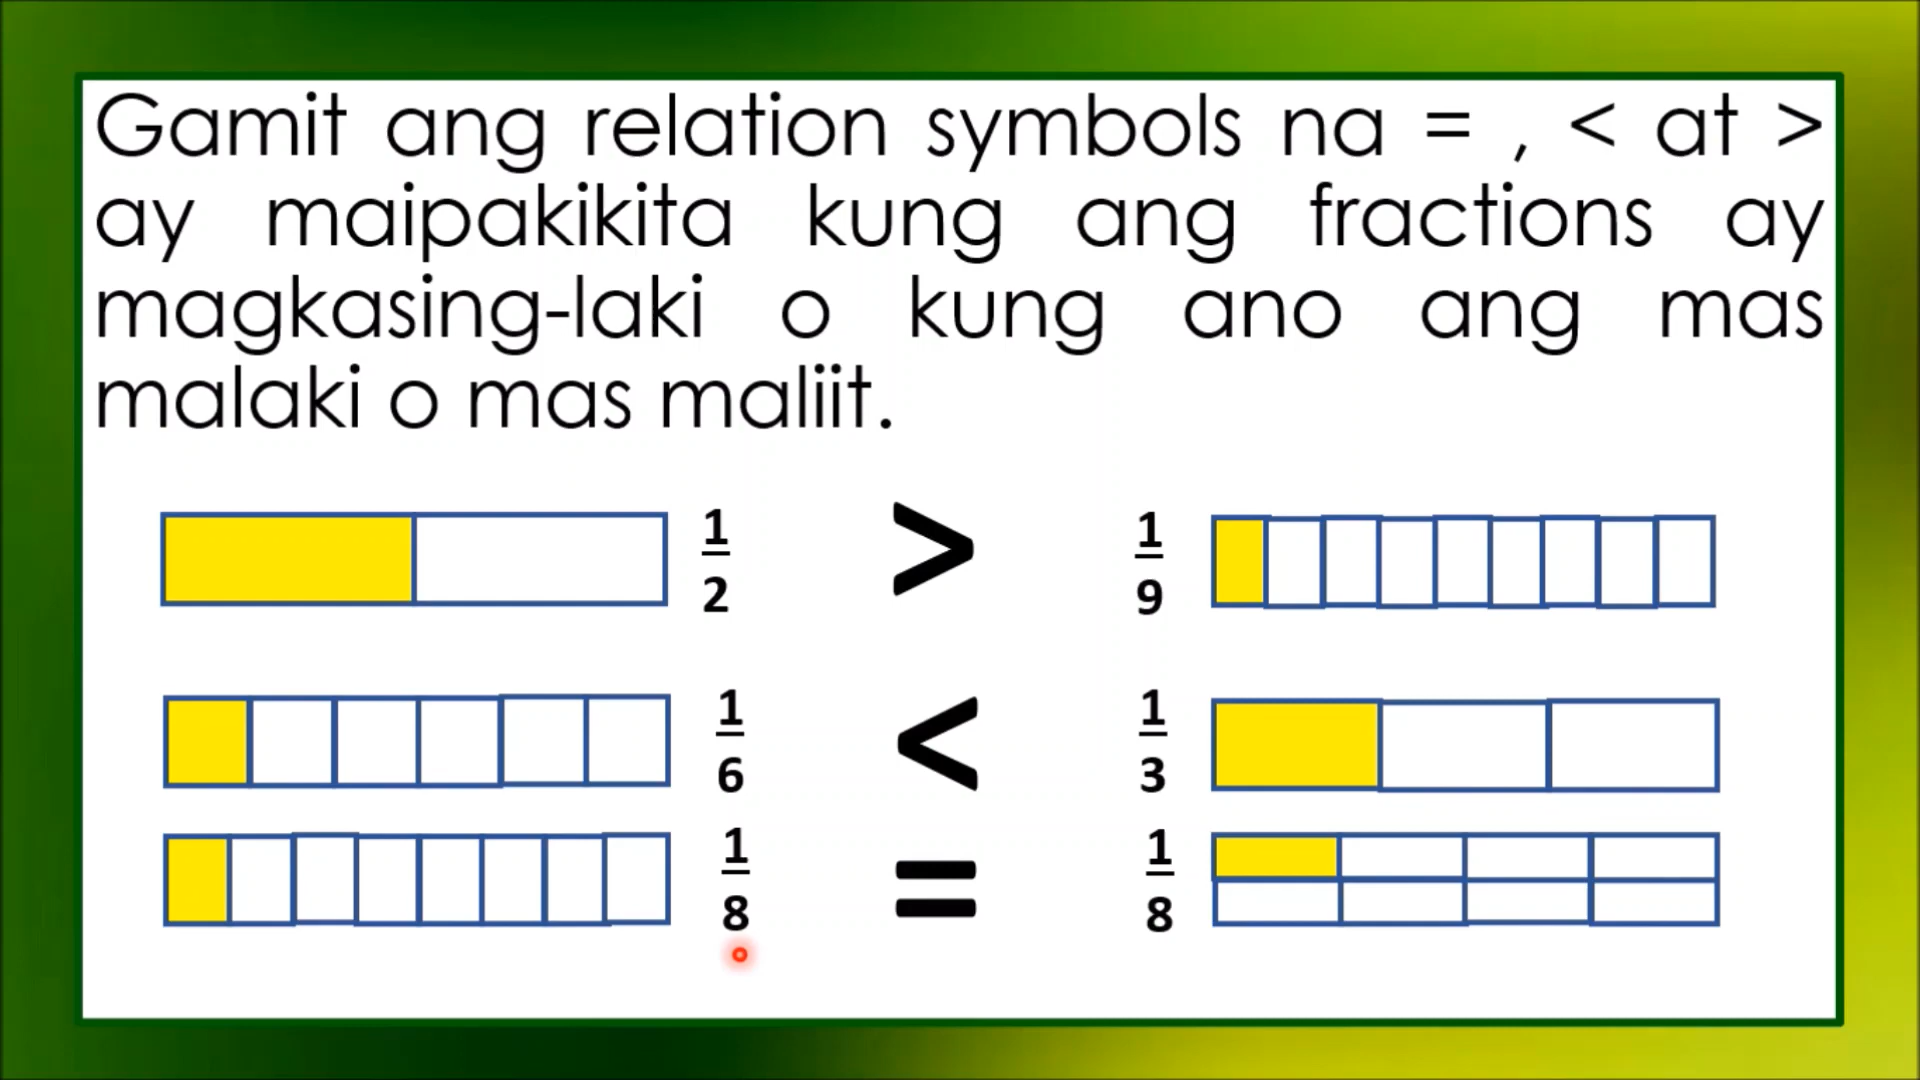 Gamit ang relation symbols na = , < at >
ay maipakikita kung ang fractions ay
magkasing-laki o kung ano ang mas
malaki o mas maliit.
1/2 > 1/9
1/6 < 1/3
1/8 = 1/8